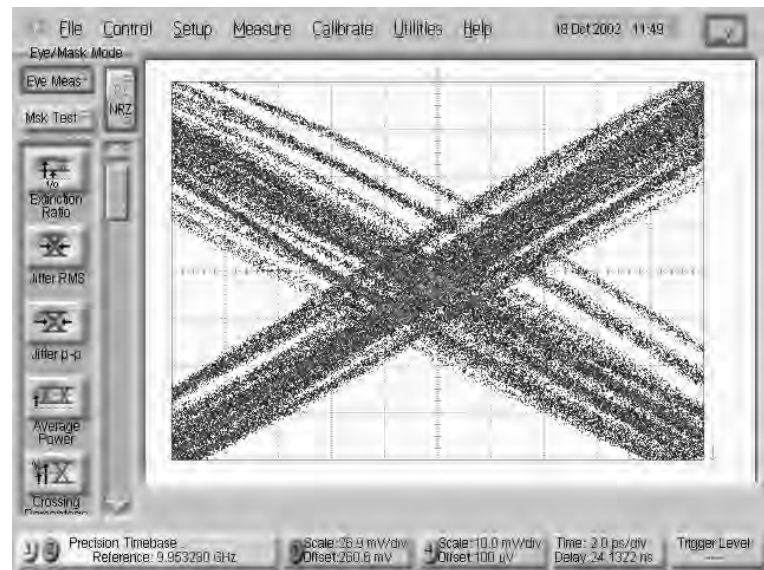 File Control Setup Measure Calibrate Utilities Help 18 Oct 2002 11:49
Eye/Mask Mode
Eye Meas
NRZ
Msk Test
Extinction
Ratio
Jitter RMS
Jitter p-p
Average
Power
Crossing
Precision Timebase
Reference: 9.953280 GHz
Scale:26.9 mV/div
Offset:260.6 mV
Scale:10.0 mV/div
Offset:100 µV
Time: 2.0 ps/div
Delay:24.1322 ns
Trigger Level